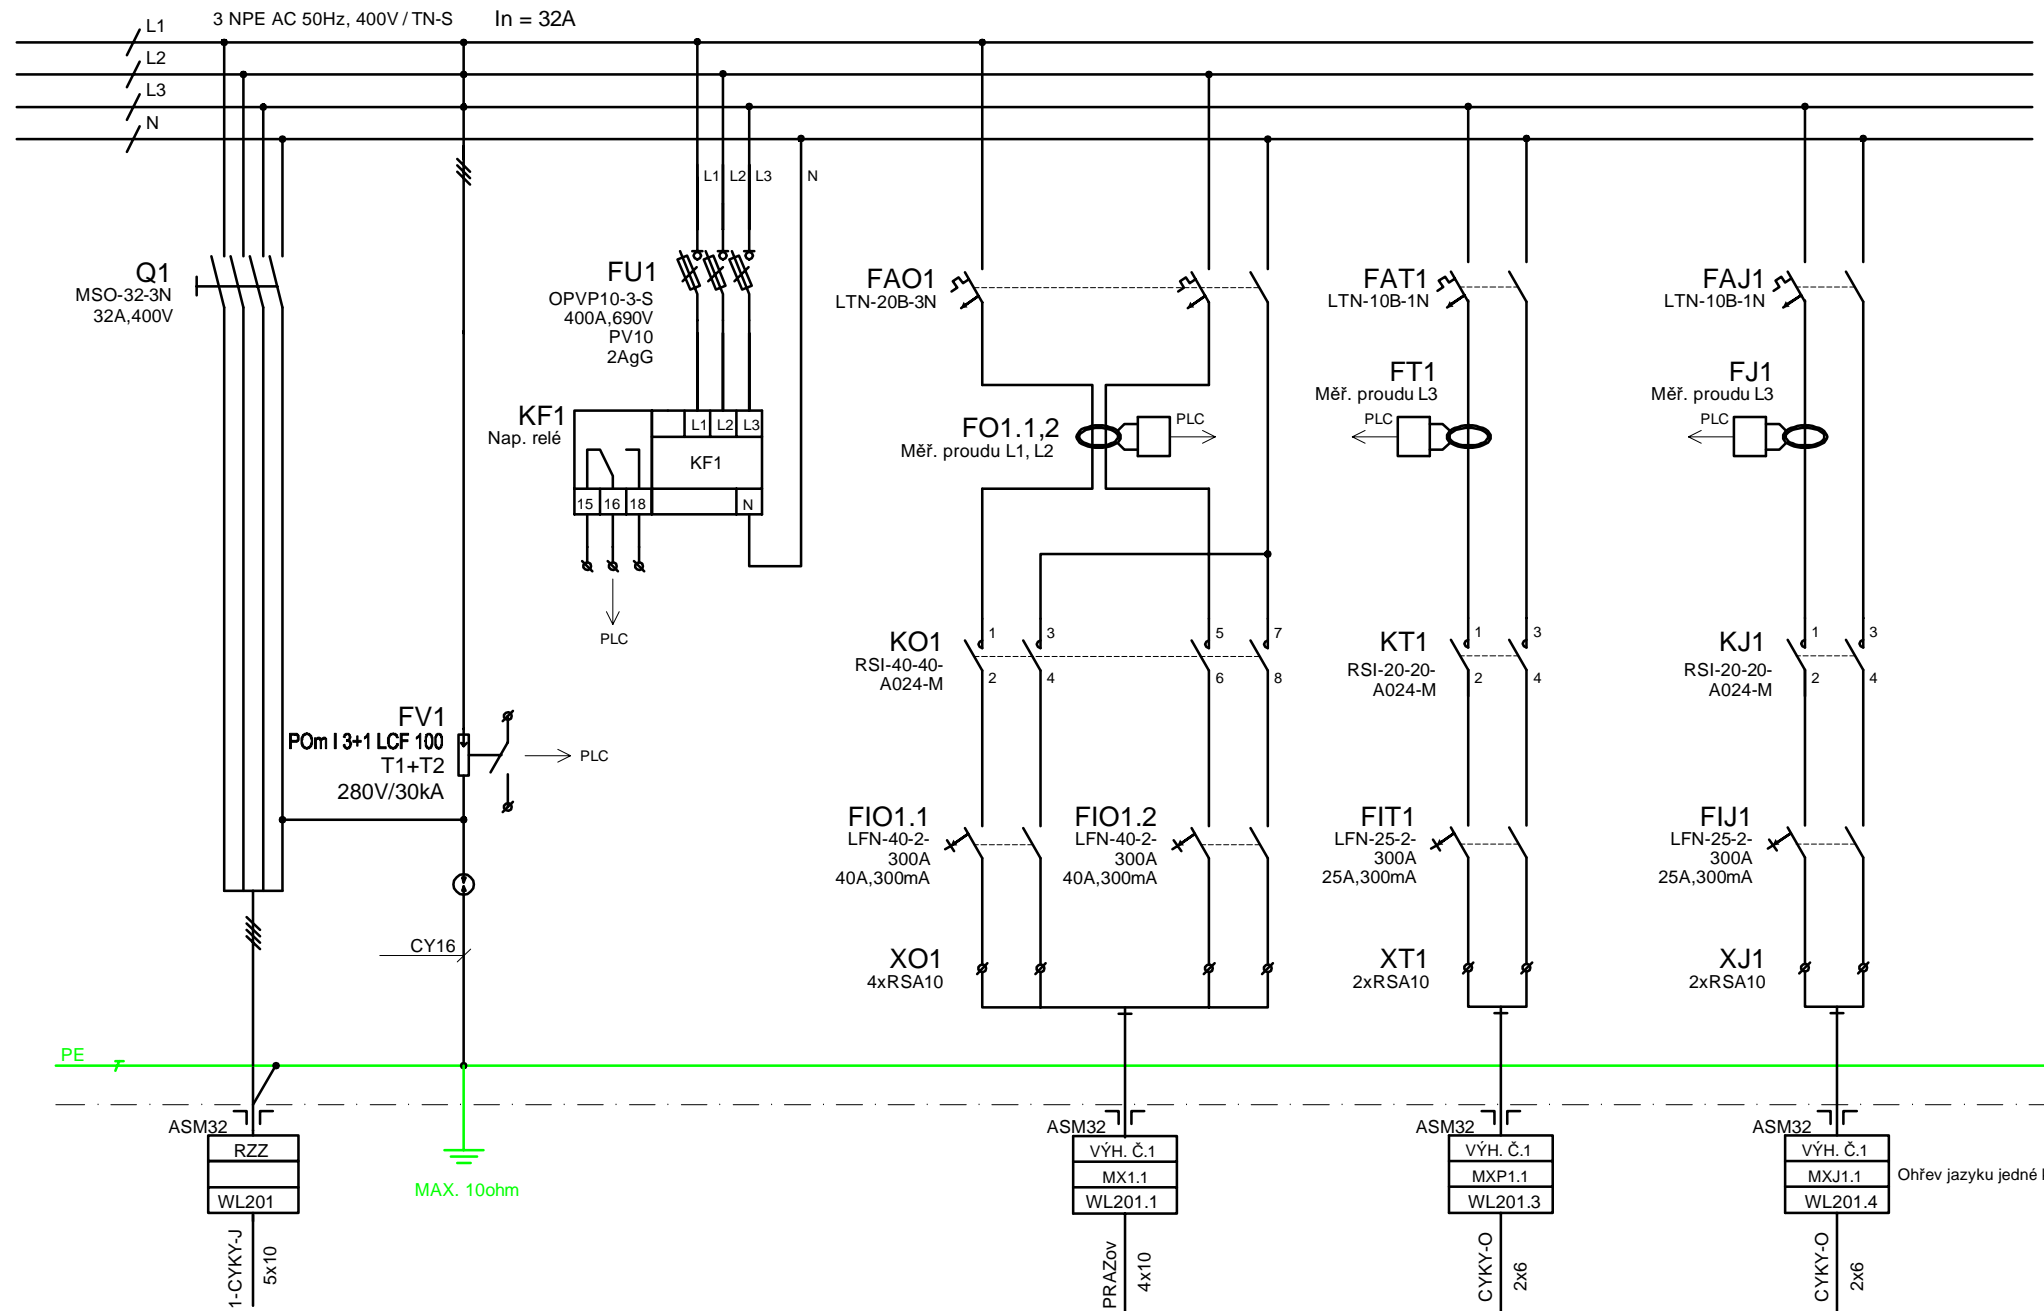 3 NPE AC 50Hz, 400V / TN-S
In = 32A
L1
L2
L3
N
L1
L2
L3
N
Q1
MSO-32-3N
32A,400V
FU1
OPVP10-3-S
400A,690V
PV10
2AgG
KF1
Nap. relé
L1
L2
L3
KF1
15
16
18
N
PLC
FV1
POm I 3+1 LCF 100
T1+T2
280V/30kA
PLC
CY16
FAO1
LTN-20B-3N
FO1.1,2
Měř. proudu L1, L2
PLC
KO1
RSI-40-40-
A024-M
1
2
3
4
5
6
7
8
FIO1.1
LFN-40-2-
300A
40A,300mA
FIO1.2
LFN-40-2-
300A
40A,300mA
XO1
4xRSA10
FAT1
LTN-10B-1N
FT1
Měř. proudu L3
PLC
KT1
RSI-20-20-
A024-M
1
2
3
4
FIT1
LFN-25-2-
300A
25A,300mA
XT1
2xRSA10
FAJ1
LTN-10B-1N
FJ1
Měř. proudu L3
PLC
KJ1
RSI-20-20-
A024-M
1
2
3
4
FIJ1
LFN-25-2-
300A
25A,300mA
XJ1
2xRSA10
PE
MAX. 10ohm
ASM32
RZZ
WL201
1-CYKY-J
5x10
ASM32
VÝH. Č.1
MX1.1
WL201.1
PRAZov
4x10
ASM32
VÝH. Č.1
MXP1.1
WL201.3
CYKY-O
2x6
ASM32
VÝH. Č.1
MXJ1.1
WL201.4
CYKY-O
2x6
Ohřev jazyku jedné